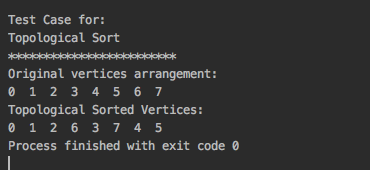 Test Case for:
Topological Sort
************************
Original vertices arrangement:
0  1  2  3  4  5  6  7
Topological Sorted Vertices:
0  1  2  6  3  7  4  5
Process finished with exit code 0